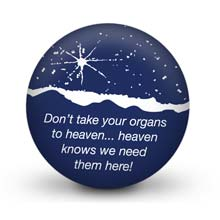 Don't take your organs
to heaven... heaven
knows we need
them here!